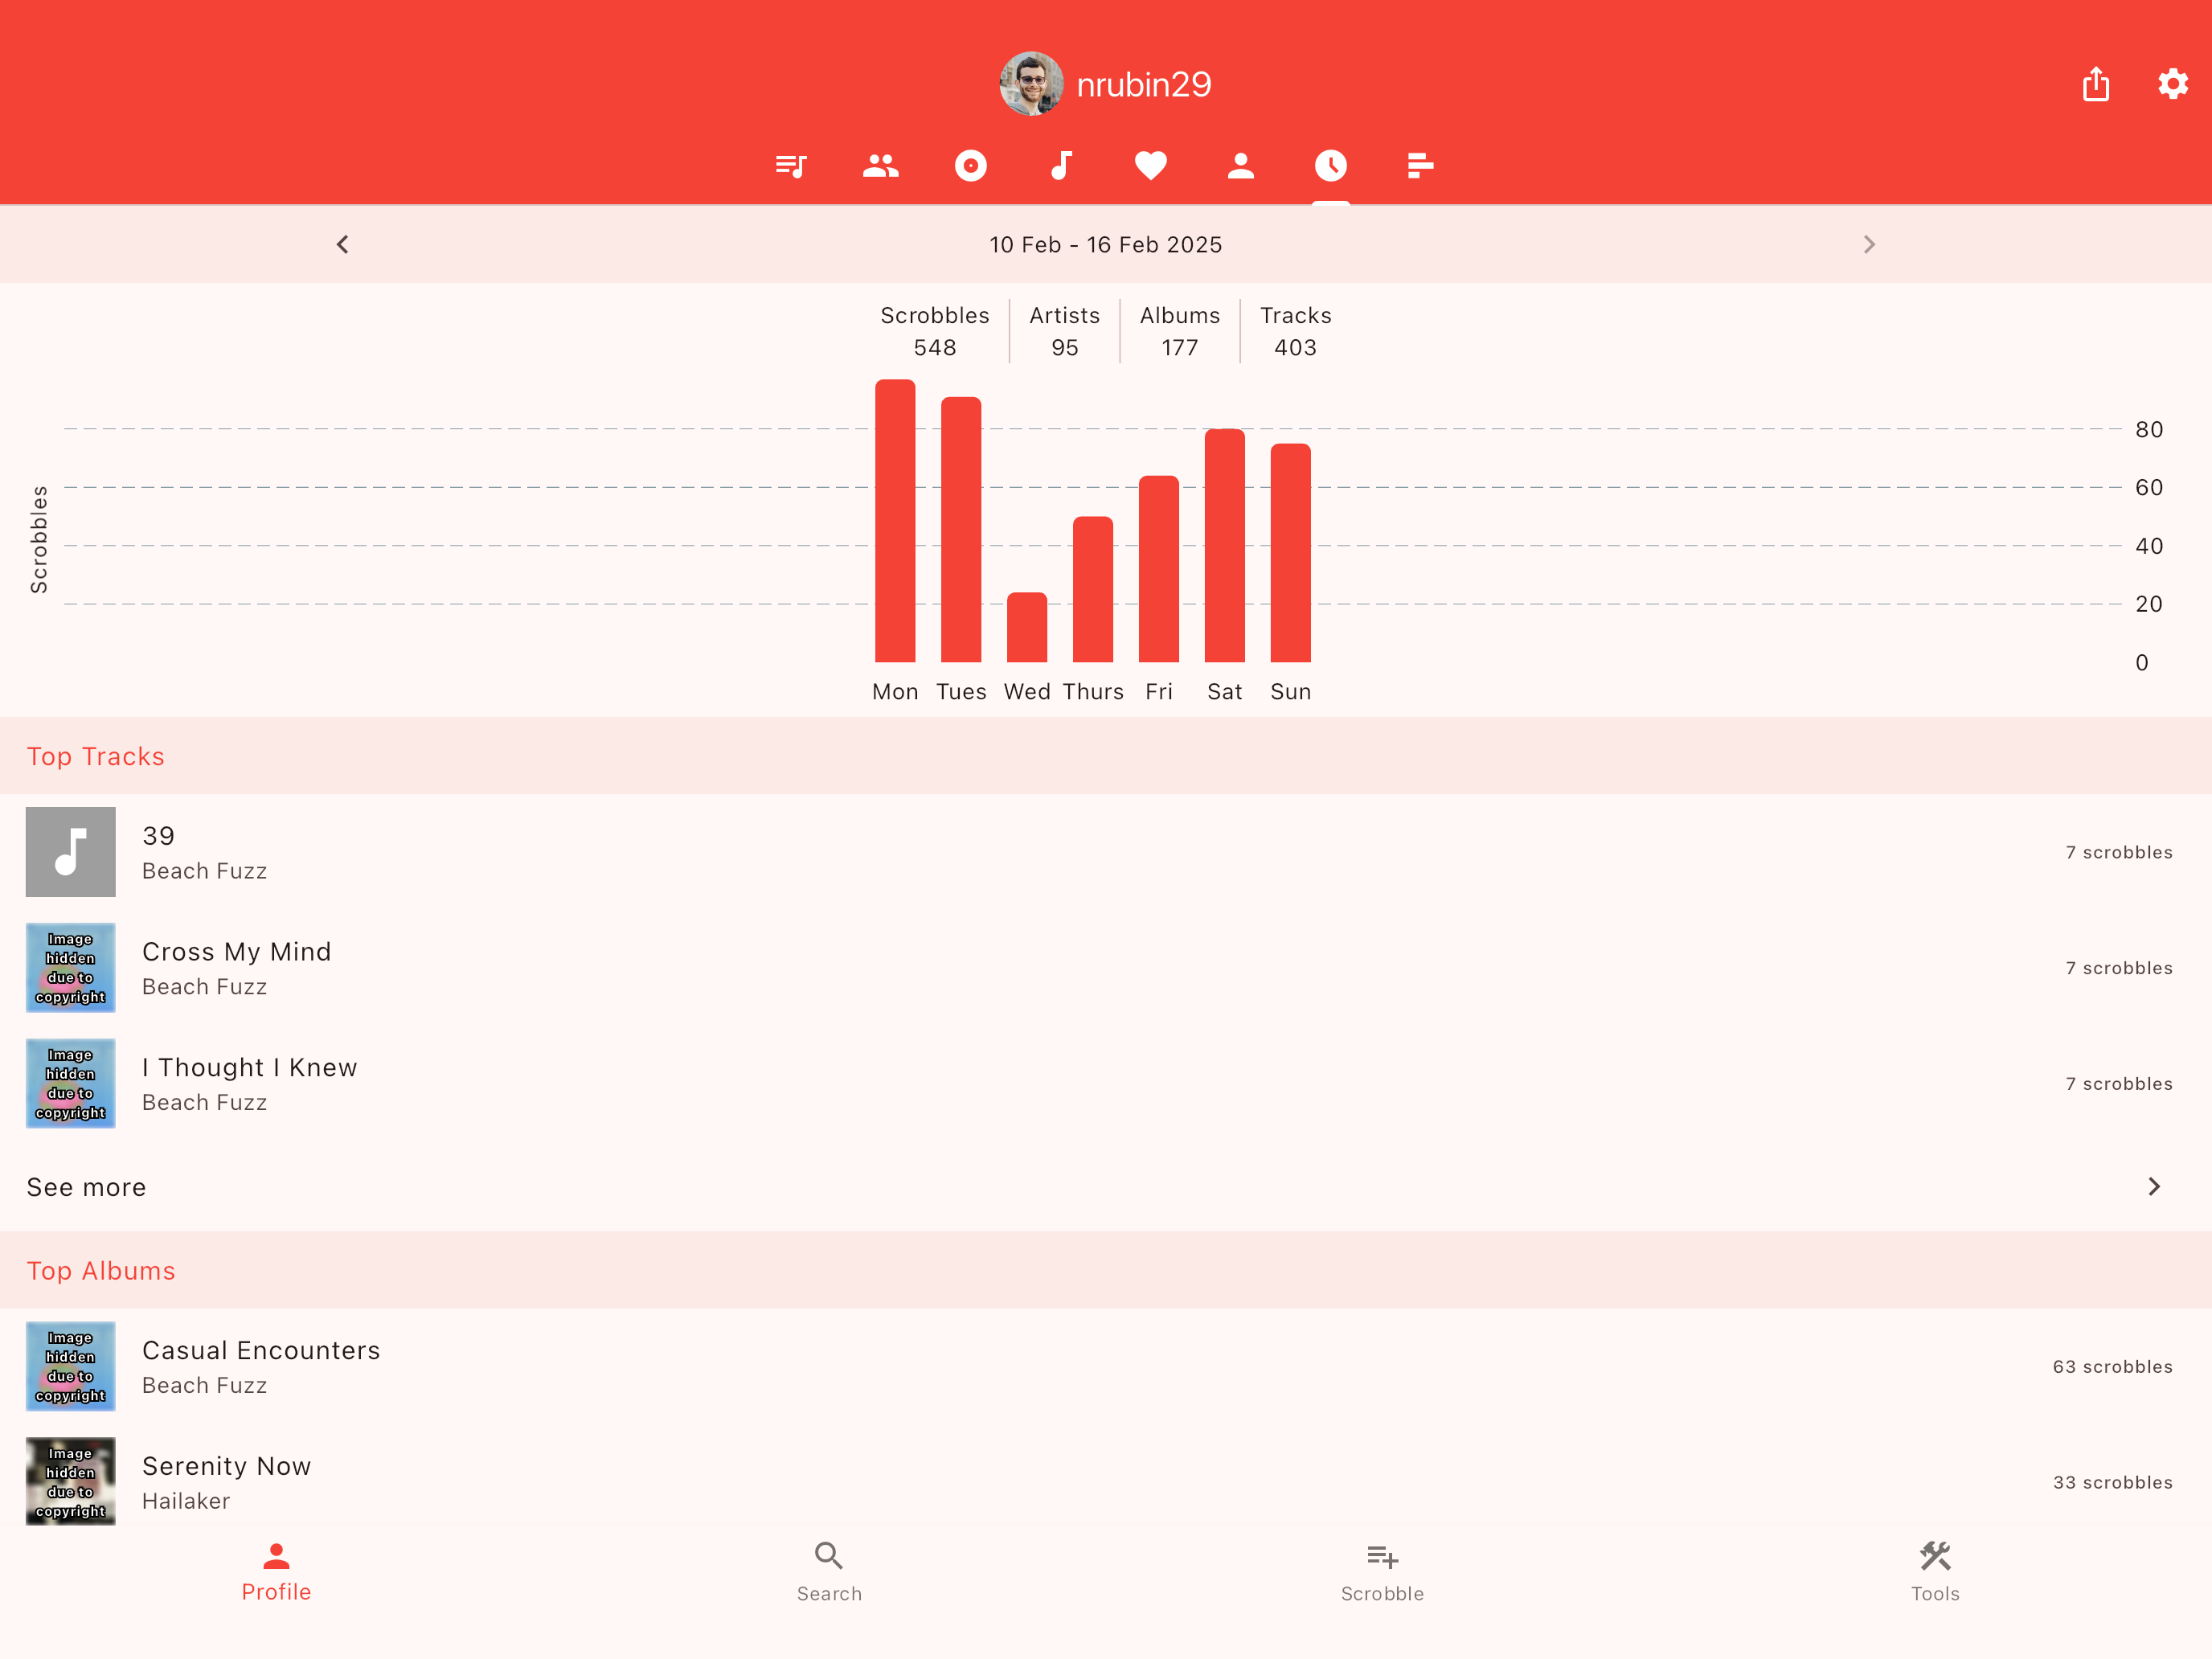 nrubin29
10 Feb - 16 Feb 2025
Scrobbles Artists Albums Tracks
548 95 177 403
Scrobbles
80
60
40
20
0
Mon Tues Wed Thurs Fri Sat Sun
Top Tracks
39
Beach Fuzz
7 scrobbles
Image
hidden
due to
copyright
Cross My Mind
Beach Fuzz
7 scrobbles
Image
hidden
due to
copyright
I Thought I Knew
Beach Fuzz
7 scrobbles
See more
Top Albums
Image
hidden
due to
copyright
Casual Encounters
Beach Fuzz
63 scrobbles
Image
hidden
due to
copyright
Serenity Now
Hailaker
33 scrobbles
Profile Search Scrobble Tools